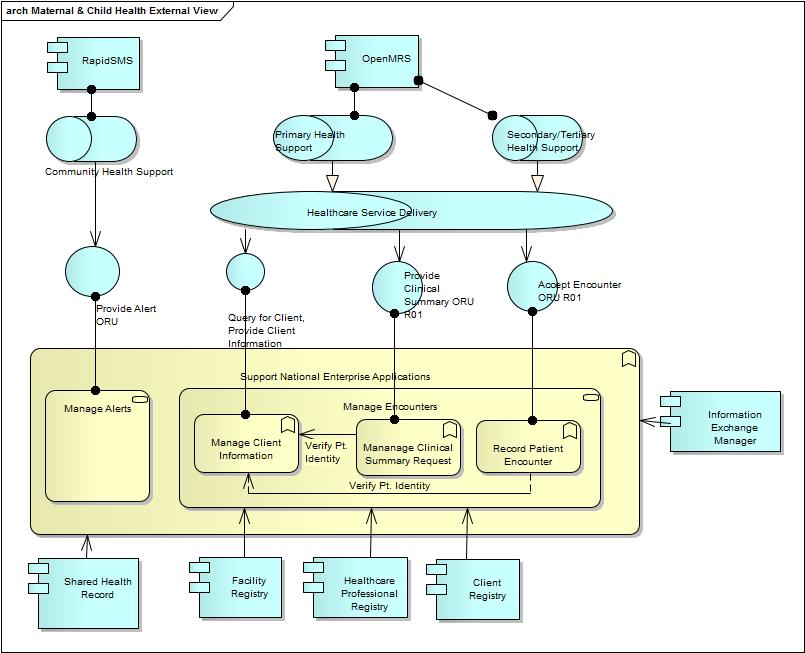 arch Maternal & Child Health External View
RapidSMS
OpenMRS
Primary Health
Support
Secondary/Tertiary
Health Support
Community Health Support
Healthcare Service Delivery
Provide Alert
ORU
Query for Client,
Provide Client
Information
Provide
Clinical
Summary ORU
R01
Accept Encounter
ORU R01
Support National Enterprise Applications
Manage Alerts
Manage Encounters
Manage Client
Information
Verify Pt.
Identity
Mananage Clinical
Summary Request
Record Patient
Encounter
Verify Pt. Identity
Information
Exchange
Manager
Shared Health
Record
Facility
Registry
Healthcare
Professional
Registry
Client
Registry